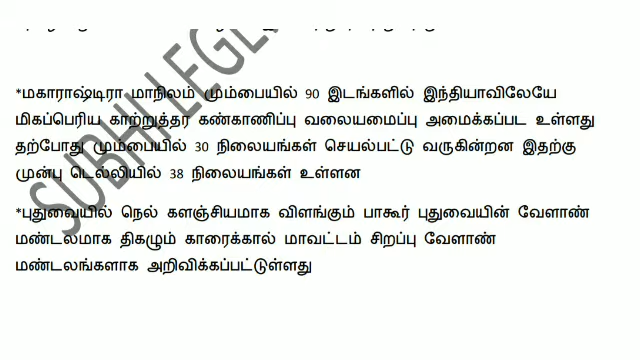 *மகாராஷ்டிரா மாநிலம் மும்பையில் 90 இடங்களில் இந்தியாவிலேயே
மிகப்பெரிய காற்றுத்தர கண்காணிப்பு வலையமைப்பு அமைக்கப்பட உள்ளது
தற்போது மும்பையில் 30 நிலையங்கள் செயல்பட்டு வருகின்றன இதற்கு
முன்பு டெல்லியில் 38 நிலையங்கள் உள்ளன
*புதுவையில் நெல் களஞ்சியமாக விளங்கும் பாகூர் புதுவையின் வேளாண்
மண்டலமாக திகழும் காரைக்கால் மாவட்டம் சிறப்பு வேளாண்
மண்டலங்களாக அறிவிக்கப்பட்டுள்ளது
SUBHI LEGE